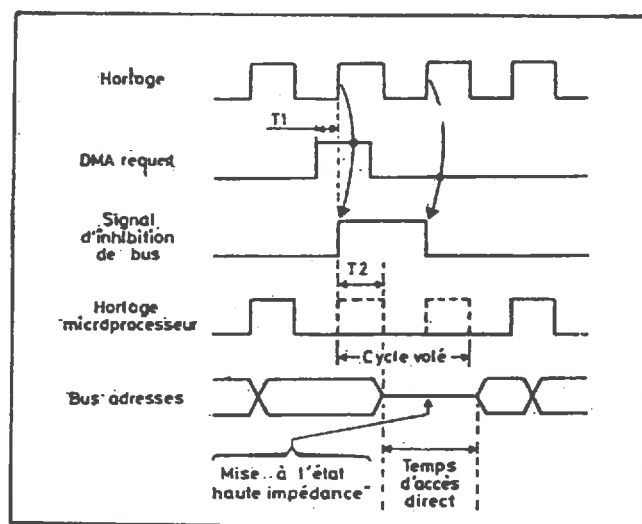 Horloge
T1
DMA request
Signal
d'inhibition
de bus
T2
Horloge
microprocesseur
Cycle volé
Bus adresses
Mise à l'état
haute impédance
Temps
d'accès
direct